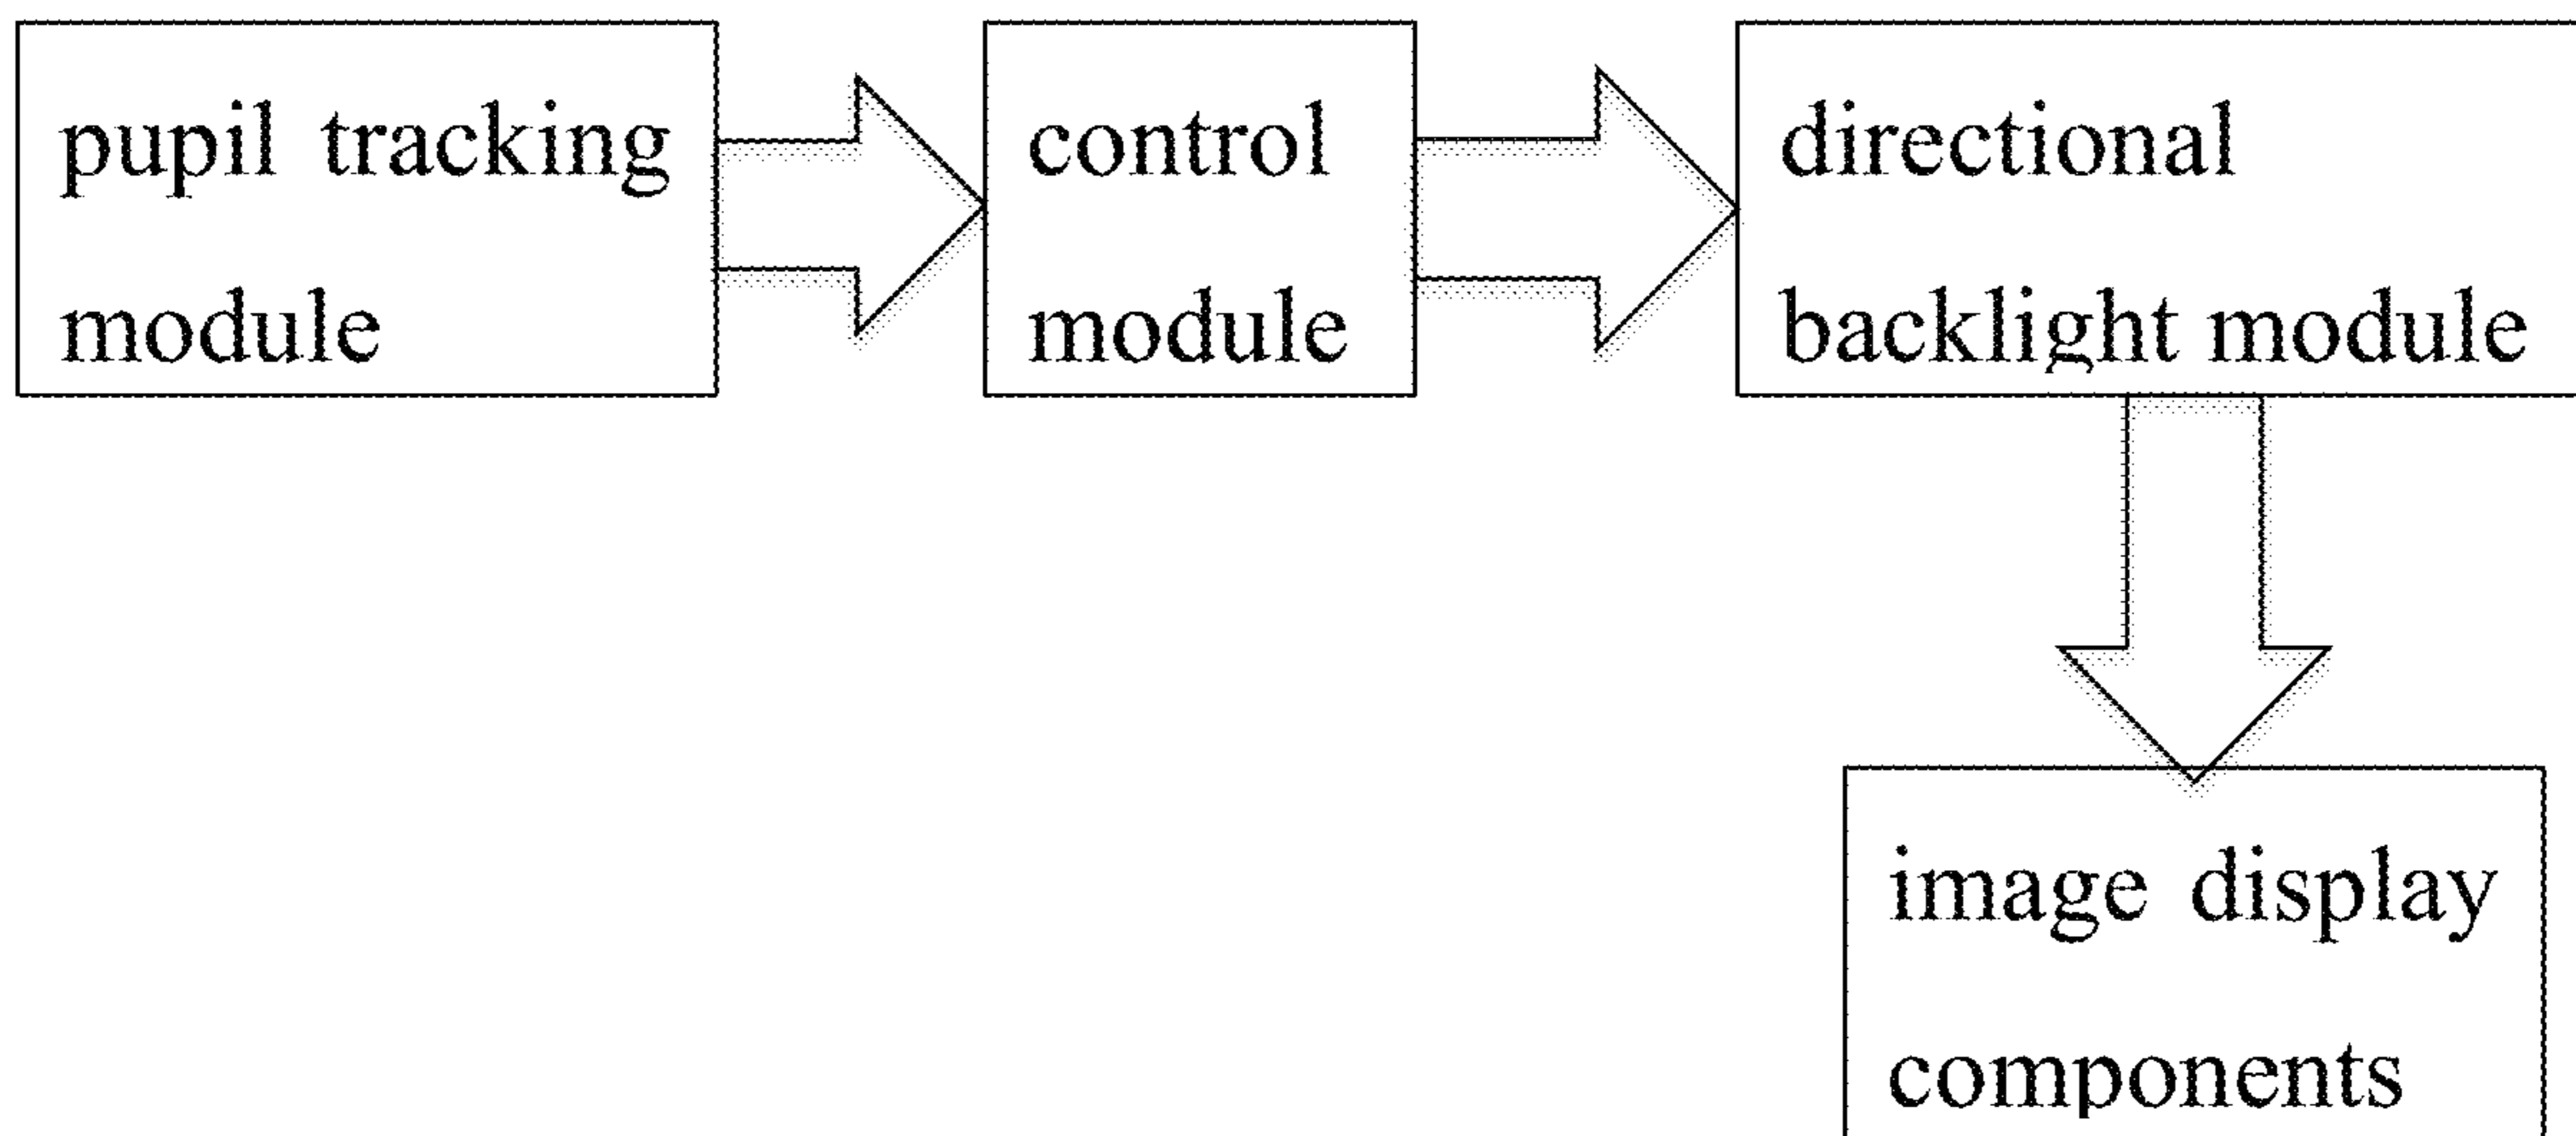 pupil tracking
module
control
module
directional
backlight module
image display
components